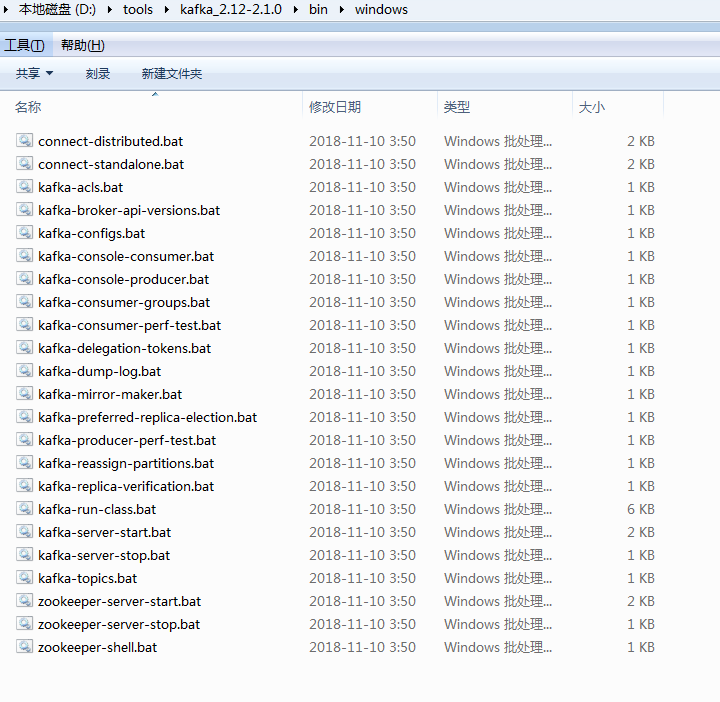 本地磁盘 (D:) ▸ tools ▸ kafka_2.12-2.1.0 ▸ bin ▸ windows
工具(T) 帮助(H)
共享 刻录 新建文件夹
名称 修改日期 类型 大小
connect-distributed.bat 2018-11-10 3:50 Windows 批处理... 2 KB
connect-standalone.bat 2018-11-10 3:50 Windows 批处理... 2 KB
kafka-acls.bat 2018-11-10 3:50 Windows 批处理... 1 KB
kafka-broker-api-versions.bat 2018-11-10 3:50 Windows 批处理... 1 KB
kafka-configs.bat 2018-11-10 3:50 Windows 批处理... 1 KB
kafka-console-consumer.bat 2018-11-10 3:50 Windows 批处理... 1 KB
kafka-console-producer.bat 2018-11-10 3:50 Windows 批处理... 1 KB
kafka-consumer-groups.bat 2018-11-10 3:50 Windows 批处理... 1 KB
kafka-consumer-perf-test.bat 2018-11-10 3:50 Windows 批处理... 1 KB
kafka-delegation-tokens.bat 2018-11-10 3:50 Windows 批处理... 1 KB
kafka-dump-log.bat 2018-11-10 3:50 Windows 批处理... 1 KB
kafka-mirror-maker.bat 2018-11-10 3:50 Windows 批处理... 1 KB
kafka-preferred-replica-election.bat 2018-11-10 3:50 Windows 批处理... 1 KB
kafka-producer-perf-test.bat 2018-11-10 3:50 Windows 批处理... 1 KB
kafka-reassign-partitions.bat 2018-11-10 3:50 Windows 批处理... 1 KB
kafka-replica-verification.bat 2018-11-10 3:50 Windows 批处理... 1 KB
kafka-run-class.bat 2018-11-10 3:50 Windows 批处理... 6 KB
kafka-server-start.bat 2018-11-10 3:50 Windows 批处理... 2 KB
kafka-server-stop.bat 2018-11-10 3:50 Windows 批处理... 1 KB
kafka-topics.bat 2018-11-10 3:50 Windows 批处理... 1 KB
zookeeper-server-start.bat 2018-11-10 3:50 Windows 批处理... 2 KB
zookeeper-server-stop.bat 2018-11-10 3:50 Windows 批处理... 1 KB
zookeeper-shell.bat 2018-11-10 3:50 Windows 批处理... 1 KB